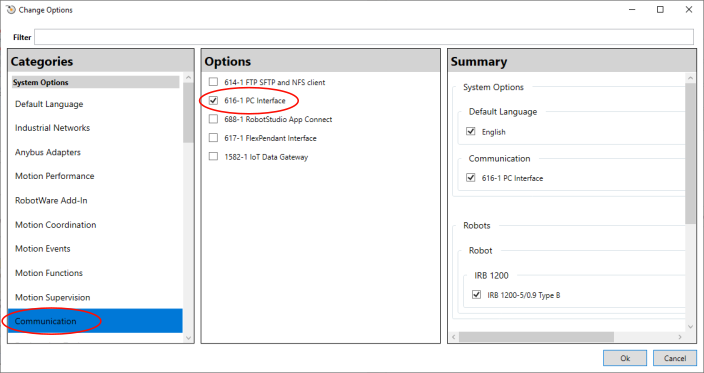 Change Options
Filter
Categories
System Options
Default Language
Industrial Networks
Anybus Adapters
Motion Performance
RobotWare Add-In
Motion Coordination
Motion Events
Motion Functions
Motion Supervision
Communication
Options
614-1 FTP SFTP and NFS client
616-1 PC Interface
688-1 RobotStudio App Connect
617-1 FlexPendant Interface
1582-1 IoT Data Gateway
Summary
System Options
Default Language
English
Communication
616-1 PC Interface
Robots
Robot
IRB 1200
IRB 1200-5/0.9 Type B
Ok
Cancel